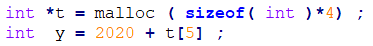 int *t = malloc ( sizeof( int )*4) ;
int  y = 2020 + t[5] ;